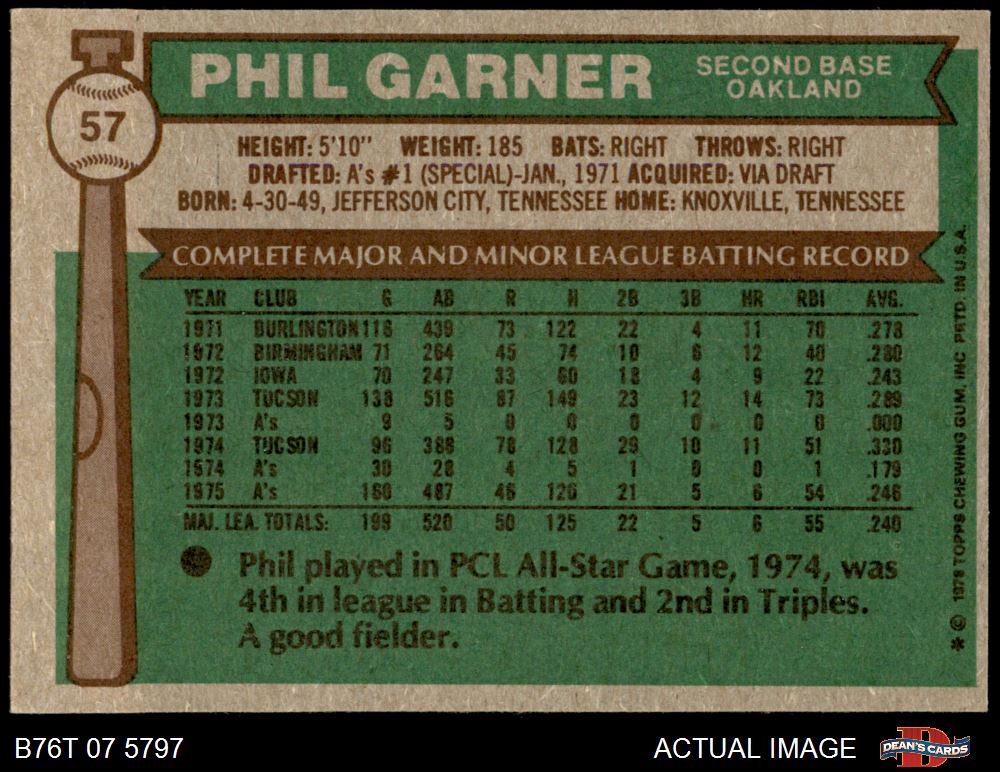 57
PHIL GARNER
SECOND BASE
OAKLAND
HEIGHT: 5'10" WEIGHT: 185 BATS: RIGHT THROWS: RIGHT
DRAFTED: A's #1 (SPECIAL)-JAN., 1971 ACQUIRED: VIA DRAFT
BORN: 4-30-49, JEFFERSON CITY, TENNESSEE HOME: KNOXVILLE, TENNESSEE
COMPLETE MAJOR AND MINOR LEAGUE BATTING RECORD
YEAR CLUB G AB R H 2B 3B HR RBI AVG.
1971 BURLINGTON 116 439 73 122 22 4 11 70 .278
1972 BIRMINGHAM 71 264 45 74 10 6 12 40 .280
1972 IOWA 70 247 33 60 18 4 9 22 .243
1973 TUCSON 138 516 87 149 23 12 14 73 .289
1973 A's 9 5 0 0 0 0 0 0 .000
1974 TUCSON 96 388 78 128 29 10 11 51 .330
1974 A's 30 28 4 5 1 0 0 1 .179
1975 A's 160 487 46 120 21 5 6 54 .246
MAJ. LEA. TOTALS: 199 520 50 125 22 5 6 55 .240
● Phil played in PCL All-Star Game, 1974, was
4th in league in Batting and 2nd in Triples.
A good fielder.
* © 1976 TOPPS CHEWING GUM, INC. PRTD. IN U.S.A.
B76T 07 5797
ACTUAL IMAGE
DEAN'S CARDS